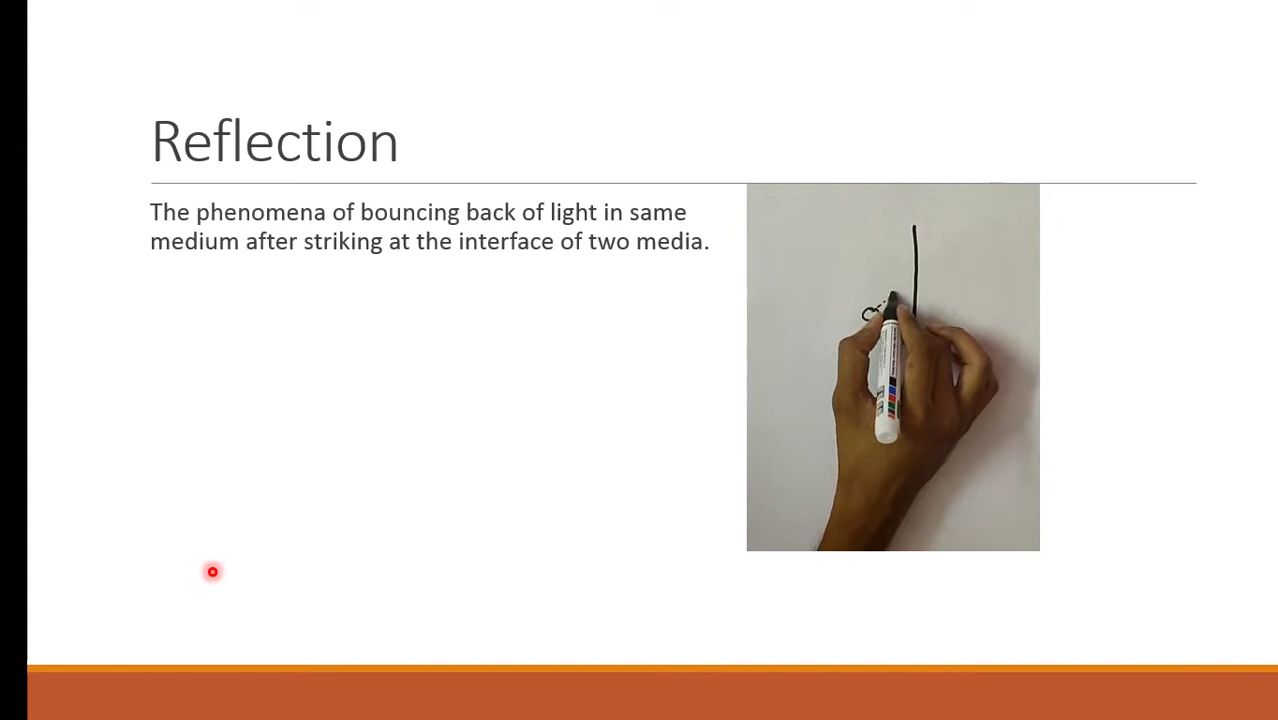 Reflection
The phenomena of bouncing back of light in same
medium after striking at the interface of two media.